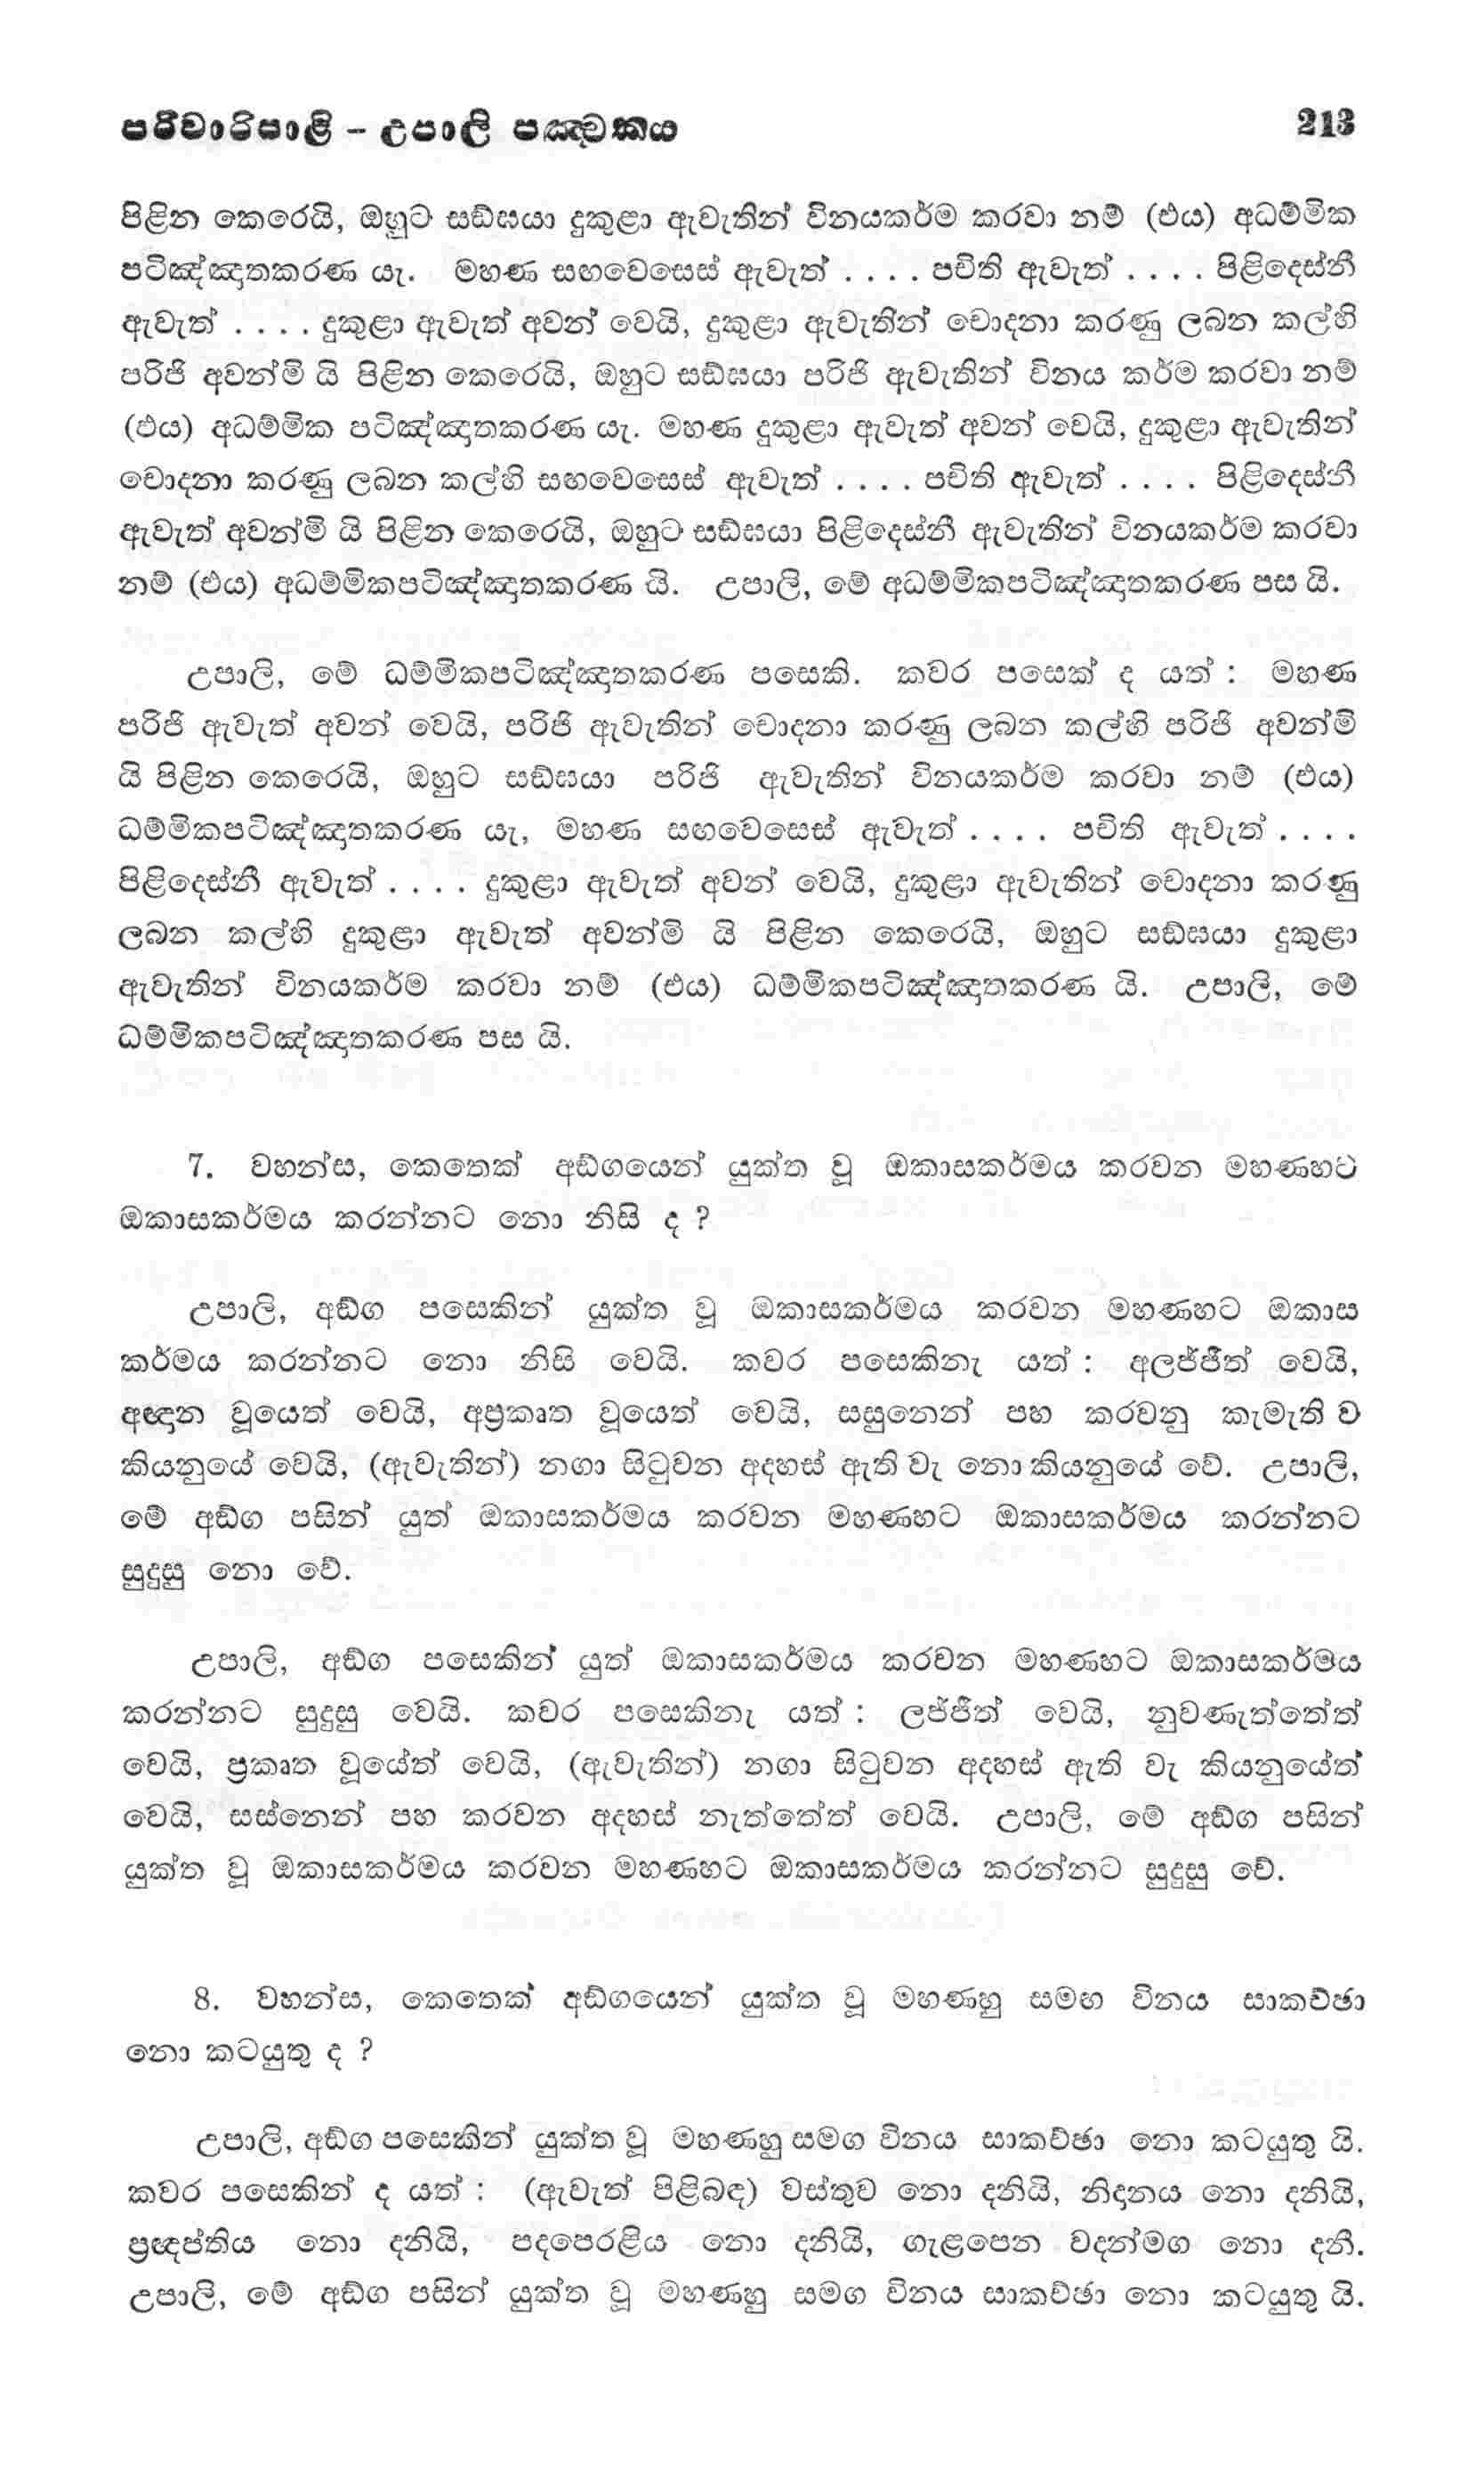 පරිවාරිපාළි – උපාලි පඤ්චකය 213
පිළින කෙරෙයි, ඔහුට සඞ්ඝයා දුකුළා ඇවැතින් විනයකර්ම කරවා නම් (එය) අධම්මික
පටිඤ්ඤාතකරණ යැ. මහණ සඟවෙසෙස් ඇවැත් . . . . පචිති ඇවැත් . . . . පිළිදෙස්නී
ඇවැත් . . . . දුකුළා ඇවැත් අවන් වෙයි, දුකුළා ඇවැතින් චොදනා කරණු ලබන කල්හි
පරිජි අවන්මි යි පිළින කෙරෙයි, ඔහුට සඞ්ඝයා පරිජි ඇවැතින් විනය කර්ම කරවා නම්
(එය) අධම්මික පටිඤ්ඤාතකරණ යැ. මහණ දුකුළා ඇවැත් අවන් වෙයි, දුකුළා ඇවැතින්
චොදනා කරණු ලබන කල්හි සඟවෙසෙස් ඇවැත් . . . . පචිති ඇවැත් . . . . පිළිදෙස්නී
ඇවැත් අවන්මි යි පිළින කෙරෙයි, ඔහුට සඞ්ඝයා පිළිදෙස්නී ඇවැතින් විනයකර්ම කරවා
නම් (එය) අධම්මිකපටිඤ්ඤාතකරණ යි. උපාලි, මේ අධම්මිකපටිඤ්ඤාතකරණ පස යි.
උපාලි, මේ ධම්මිකපටිඤ්ඤාතකරණ පසෙකි. කවර පසෙක් ද යත් : මහණ
පරිජි ඇවැත් අවන් වෙයි, පරිජි ඇවැතින් චොදනා කරණු ලබන කල්හි පරිජි අවන්මි
යි පිළින කෙරෙයි, ඔහුට සඞ්ඝයා පරිජි ඇවැතින් විනයකර්ම කරවා නම් (එය)
ධම්මිකපටිඤ්ඤාතකරණ යැ, මහණ සඟවෙසෙස් ඇවැත් . . . . පචිති ඇවැත් . . . .
පිළිදෙස්නී ඇවැත් . . . . දුකුළා ඇවැත් අවන් වෙයි, දුකුළා ඇවැතින් චොදනා කරණු
ලබන කල්හි දුකුළා ඇවැත් අවන්මි යි පිළින කෙරෙයි, ඔහුට සඞ්ඝයා දුකුළා
ඇවැතින් විනයකර්ම කරවා නම් (එය) ධම්මිකපටිඤ්ඤාතකරණ යි. උපාලි, මේ
ධම්මිකපටිඤ්ඤාතකරණ පස යි.
7. වහන්ස, කෙතෙක් අඞ්ගයෙන් යුක්ත වූ ඔකාසකර්මය කරවන මහණහට
ඔකාසකර්මය කරන්නට නො නිසි ද ?
උපාලි, අඞ්ග පසෙකින් යුක්ත වූ ඔකාසකර්මය කරවන මහණහට ඔකාස
කර්මය කරන්නට නො නිසි වෙයි. කවර පසෙකිනැ යත් : අලජ්ජීත් වෙයි,
අඥාන වූයෙත් වෙයි, අප්‍රකෘත වූයෙත් වෙයි, සසුනෙන් පහ කරවනු කැමැති ව
කියනුයේ වෙයි, (ඇවැතින්) නගා සිටුවන අදහස් ඇති වැ නො කියනුයේ වේ. උපාලි,
මේ අඞ්ග පසින් යුත් ඔකාසකර්මය කරවන මහණහට ඔකාසකර්මය කරන්නට
සුදුසු නො වේ.
උපාලි, අඞ්ග පසෙකින් යුත් ඔකාසකර්මය කරවන මහණහට ඔකාසකර්මය
කරන්නට සුදුසු වෙයි. කවර පසෙකිනැ යත් : ලජ්ජීත් වෙයි, නුවණැත්තේත්
වෙයි, ප්‍රකෘත වූයේත් වෙයි, (ඇවැතින්) නගා සිටුවන අදහස් ඇති වැ කියනුයේත්
වෙයි, සස්නෙන් පහ කරවන අදහස් නැත්තේත් වෙයි. උපාලි, මේ අඞ්ග පසින්
යුක්ත වූ ඔකාසකර්මය කරවන මහණහට ඔකාසකර්මය කරන්නට සුදුසු වේ.
8. වහන්ස, කෙතෙක් අඞ්ගයෙන් යුක්ත වූ මහණහු සමඟ විනය සාකච්ඡා
නො කටයුතු ද ?
උපාලි, අඞ්ග පසෙකින් යුක්ත වූ මහණහු සමග විනය සාකච්ඡා නො කටයුතු යි.
කවර පසෙකින් ද යත් : (ඇවැත් පිළිබඳ) වස්තුව නො දනියි, නිදානය නො දනියි,
ප්‍රඥප්තිය නො දනියි, පදපෙරළිය නො දනියි, ගැළපෙන වදන්මග නො දනී.
උපාලි, මේ අඞ්ග පසින් යුක්ත වූ මහණහු සමග විනය සාකච්ඡා නො කටයුතු යි.